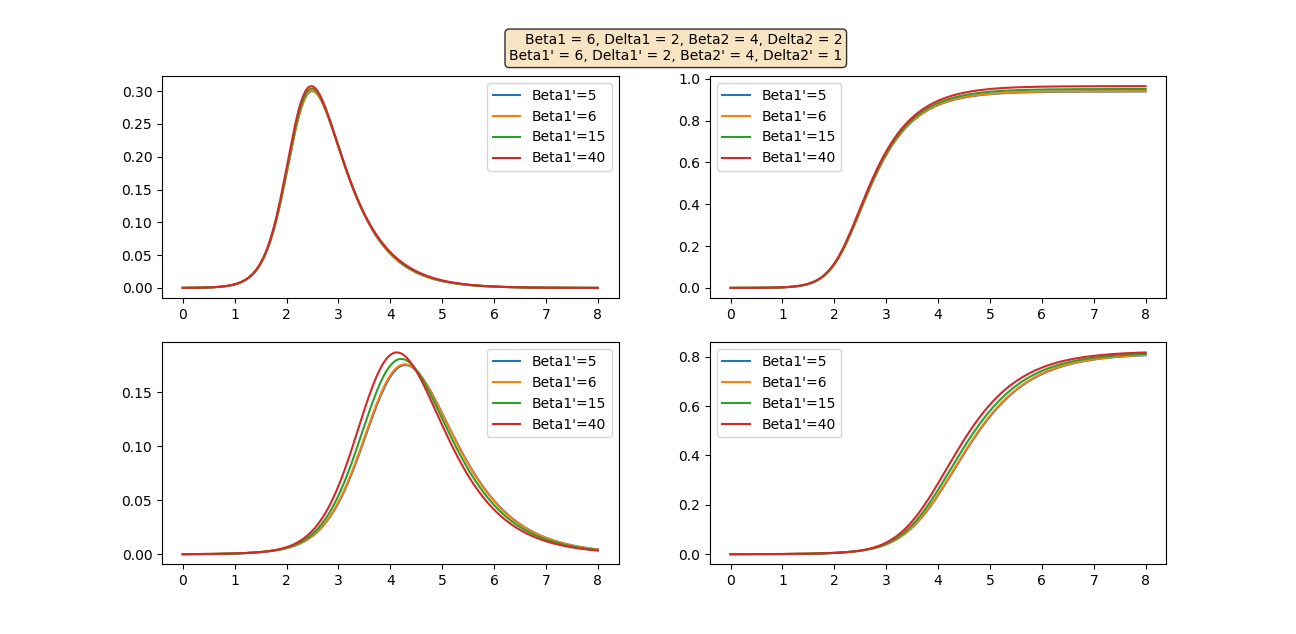 Beta1 = 6, Delta1 = 2, Beta2 = 4, Delta2 = 2
Beta1' = 6, Delta1' = 2, Beta2' = 4, Delta2' = 1
0.30
0.25
0.20
0.15
0.10
0.05
0.00
0 1 2 3 4 5 6 7 8
Beta1'=5
Beta1'=6
Beta1'=15
Beta1'=40
1.0
0.8
0.6
0.4
0.2
0.0
0 1 2 3 4 5 6 7 8
Beta1'=5
Beta1'=6
Beta1'=15
Beta1'=40
0.15
0.10
0.05
0.00
0 1 2 3 4 5 6 7 8
Beta1'=5
Beta1'=6
Beta1'=15
Beta1'=40
0.8
0.6
0.4
0.2
0.0
0 1 2 3 4 5 6 7 8
Beta1'=5
Beta1'=6
Beta1'=15
Beta1'=40